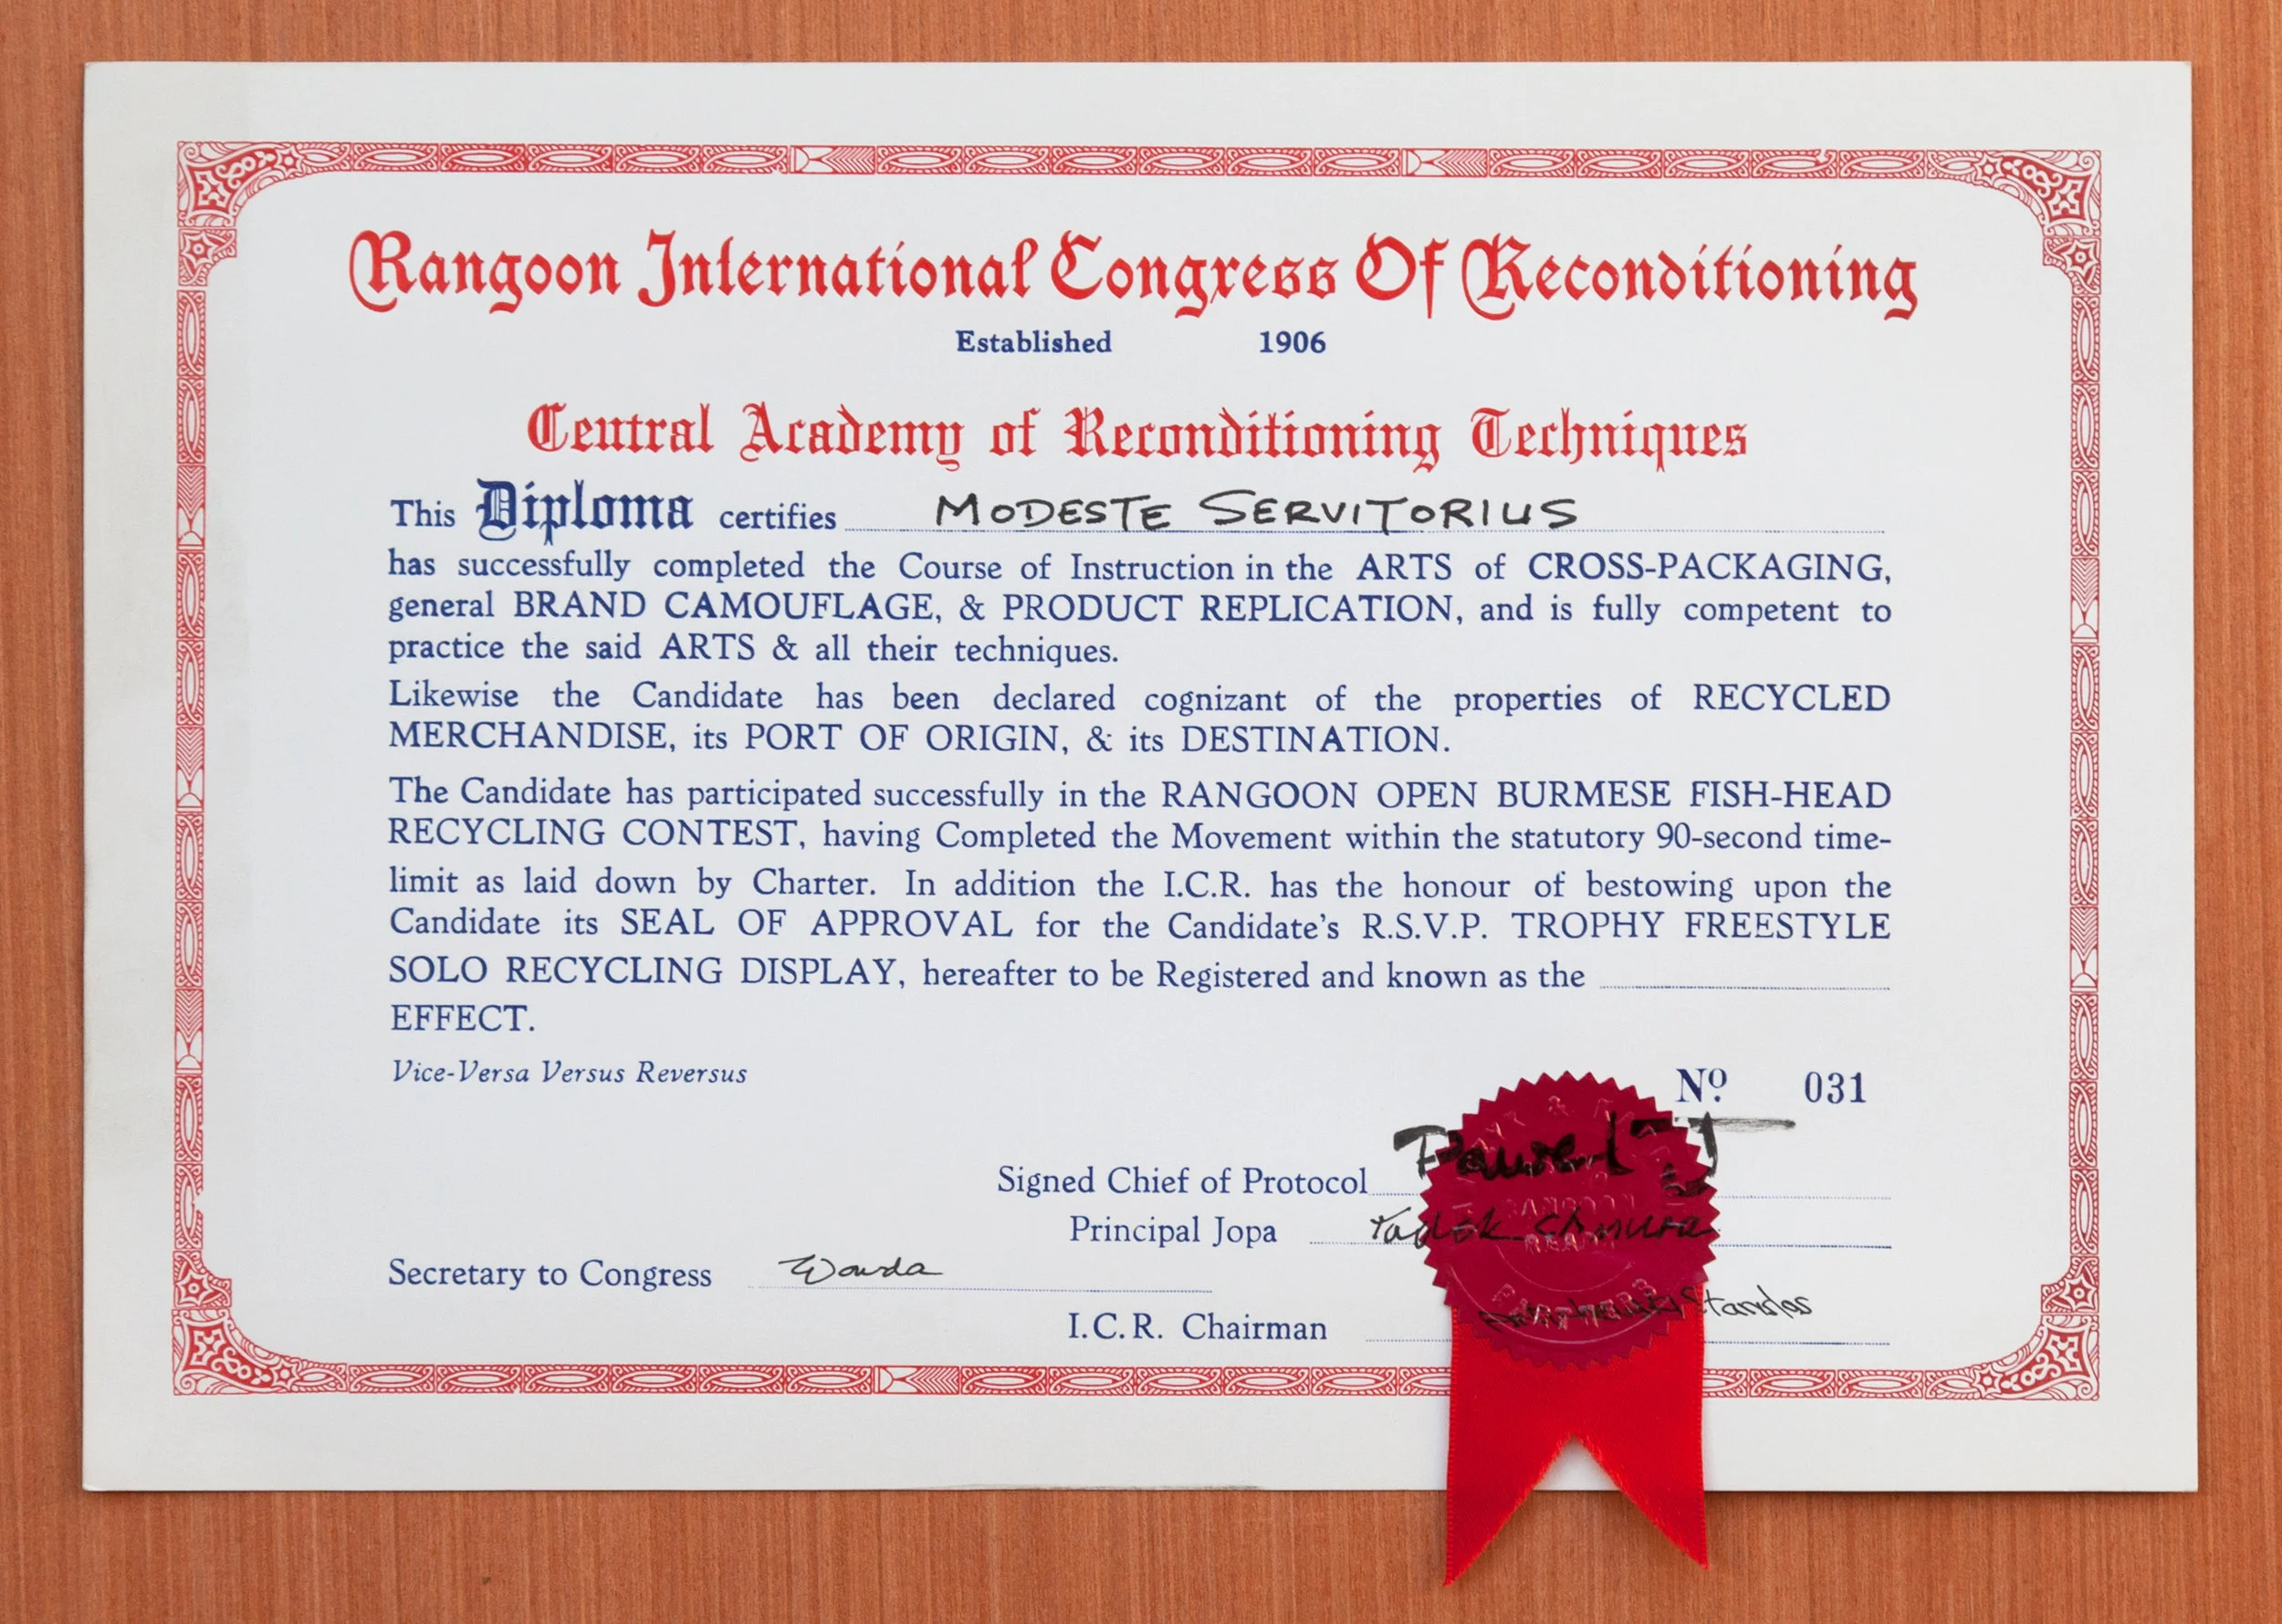 Rangoon International Congress Of Reconditioning
Established 1906
Central Academy of Reconditioning Techniques
This Diploma certifies MODESTE SERVITORIUS
has successfully completed the Course of Instruction in the ARTS of CROSS-PACKAGING,
general BRAND CAMOUFLAGE, & PRODUCT REPLICATION, and is fully competent to
practice the said ARTS & all their techniques.
Likewise the Candidate has been declared cognizant of the properties of RECYCLED
MERCHANDISE, its PORT OF ORIGIN, & its DESTINATION.
The Candidate has participated successfully in the RANGOON OPEN BURMESE FISH-HEAD
RECYCLING CONTEST, having Completed the Movement within the statutory 90-second time-
limit as laid down by Charter. In addition the I.C.R. has the honour of bestowing upon the
Candidate its SEAL OF APPROVAL for the Candidate's R.S.V.P. TROPHY FREESTYLE
SOLO RECYCLING DISPLAY, hereafter to be Registered and known as the
EFFECT.
Vice-Versa Versus Reversus
Nº. 031
Signed Chief of Protocol
Principal Jopa
RANGOON
Secretary to Congress Wanda
I.C.R. Chairman